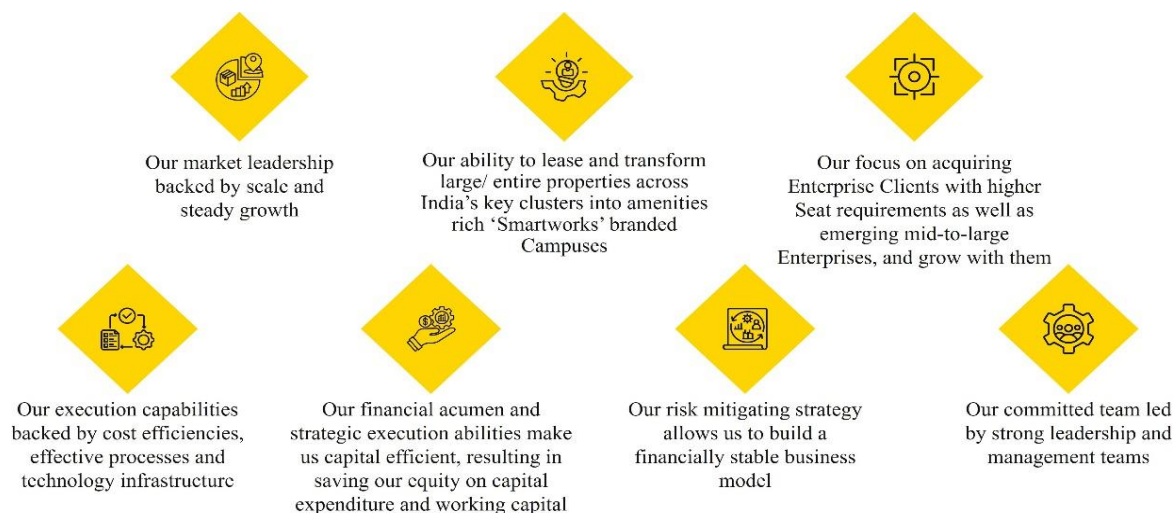 Our market leadership
backed by scale and
steady growth
Our ability to lease and transform
large/ entire properties across
India's key clusters into amenities
rich ‘Smartworks’ branded
Campuses
Our focus on acquiring
Enterprise Clients with higher
Seat requirements as well as
emerging mid-to-large
Enterprises, and grow with them
Our execution capabilities
backed by cost efficiencies,
effective processes and
technology infrastructure
Our financial acumen and
strategic execution abilities make
us capital efficient, resulting in
saving our equity on capital
expenditure and working capital
Our risk mitigating strategy
allows us to build a
financially stable business
model
Our committed team led
by strong leadership and
management teams